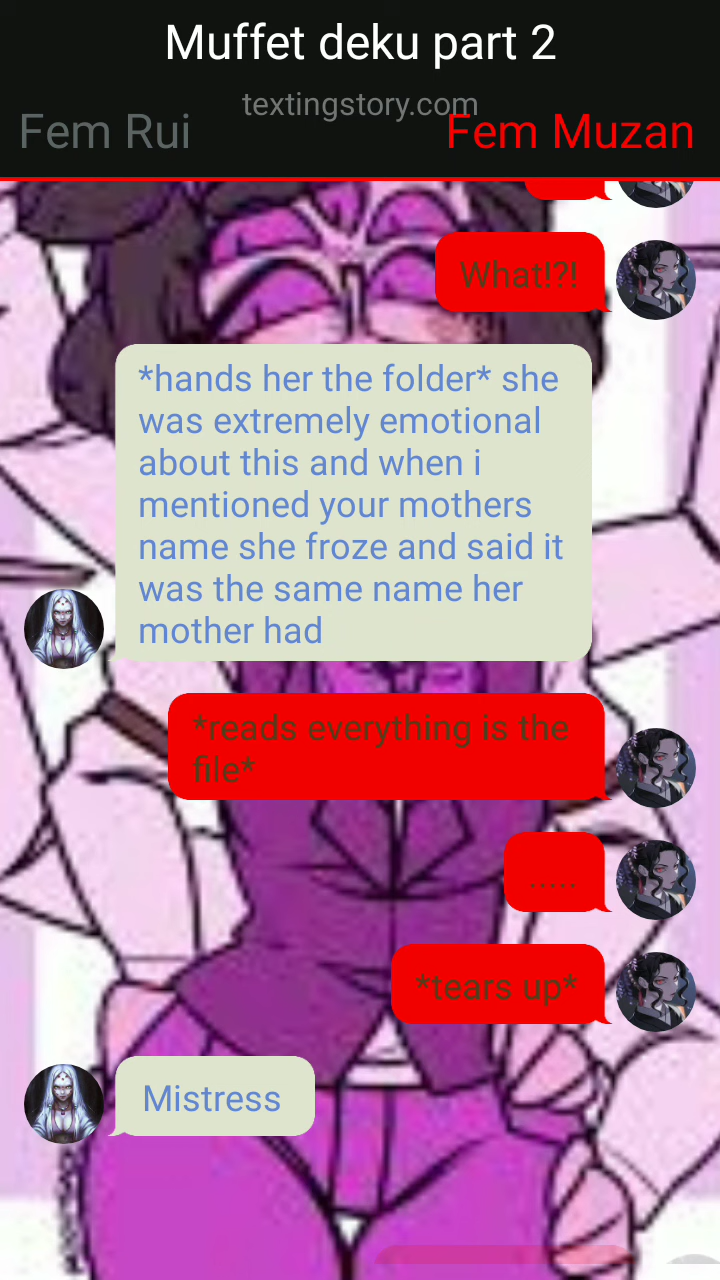 Muffet deku part 2
textingstory.com
Fem Rui
Fem Muzan
What!?!
*hands her the folder* she
was extremely emotional
about this and when i
mentioned your mothers
name she froze and said it
was the same name her
mother had
*reads everything is the
file*
.....
*tears up*
Mistress